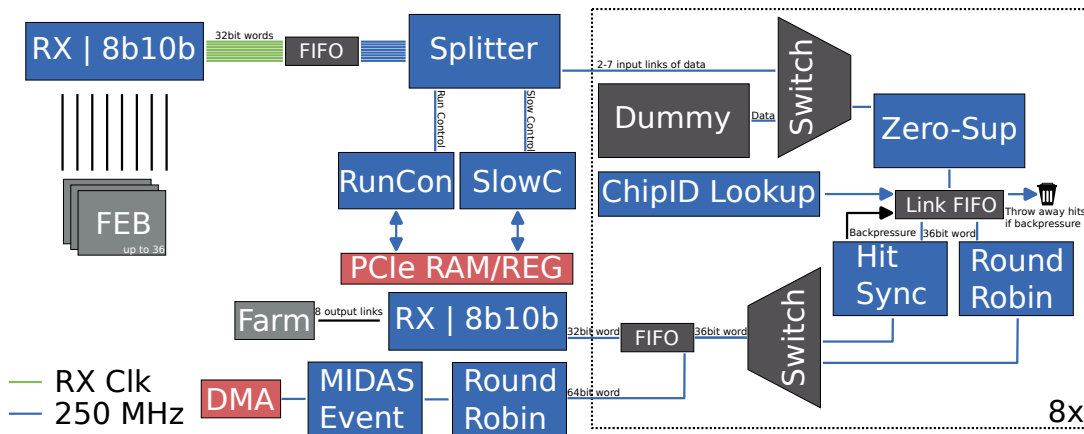 RX | 8b10b
32bit words
FIFO
Splitter
2-7 input links of data
Switch
Dummy
Data
Zero-Sup
Run Control
Slow Control
RunCon
SlowC
ChipID Lookup
Link FIFO
Throw away hits
if backpressure
Backpressure
36bit word
FEB
up to 36
PCIe RAM/REG
Hit
Sync
Round
Robin
Farm
8 output links
RX | 8b10b
32bit word
FIFO
36bit word
Switch
RX Clk
250 MHz
DMA
MIDAS
Event
Round
Robin
64bit word
8x